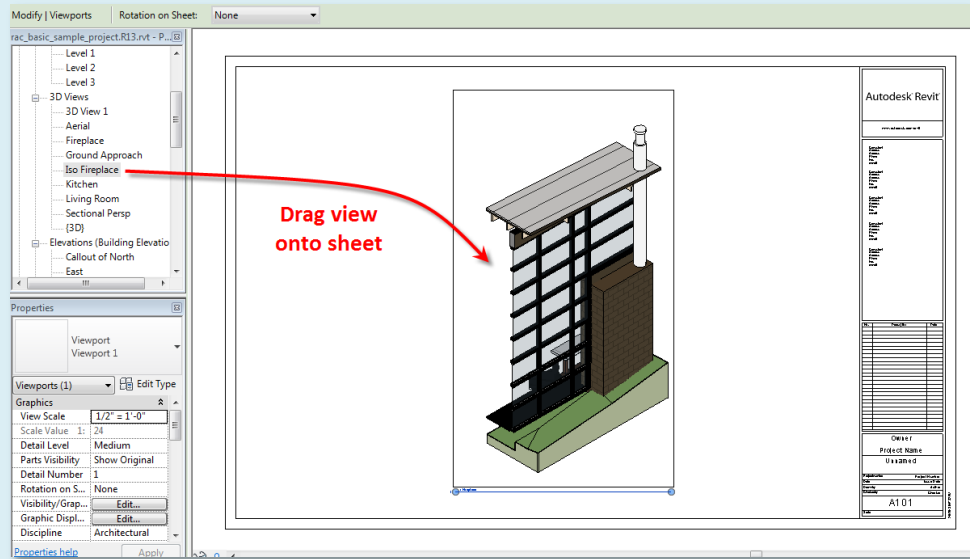 Modify | Viewports
Rotation on Sheet:
None
rac_basic_sample_project.R13.rvt - P...
Level 1
Level 2
Level 3
3D Views
3D View 1
Aerial
Fireplace
Ground Approach
Iso Fireplace
Kitchen
Living Room
Sectional Persp
{3D}
Elevations (Building Elevatio
Callout of North
East
Drag view
onto sheet
Properties
Viewport
Viewport 1
Viewports (1)
Edit Type
Graphics
View Scale 1/2" = 1'-0"
Scale Value 1: 24
Detail Level Medium
Parts Visibility Show Original
Detail Number 1
Rotation on S... None
Visibility/Grap... Edit...
Graphic Displ... Edit...
Discipline Architectural
Properties help
Apply
Autodesk Revit
No.
Date
Owner
Project Name
Unnamed
A101